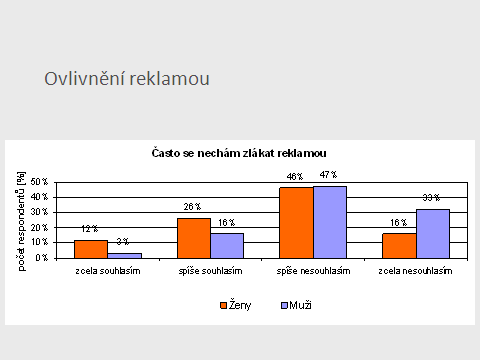 Ovlivnění reklamou
Často se nechám zlákat reklamou
počet respondentů [%]
50%
40%
30%
20%
10%
0%
12%
3%
26%
16%
46%
47%
16%
33%
zcela souhlasím
spíše souhlasím
spíše nesouhlasím
zcela nesouhlasím
Ženy
Muži